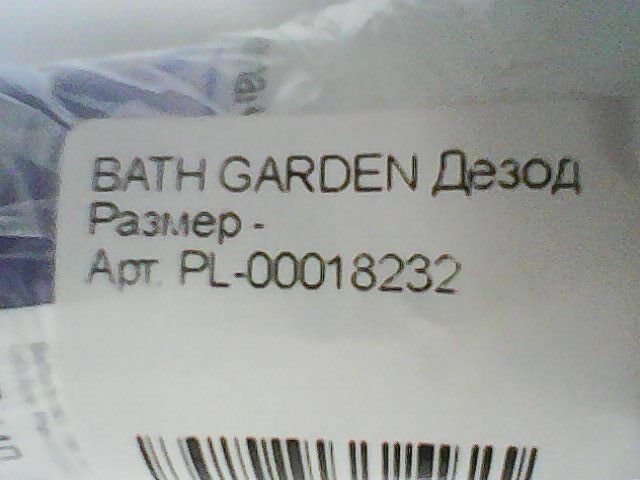 BATH GARDEN Дезод
Размер -
Арт. PL-00018232